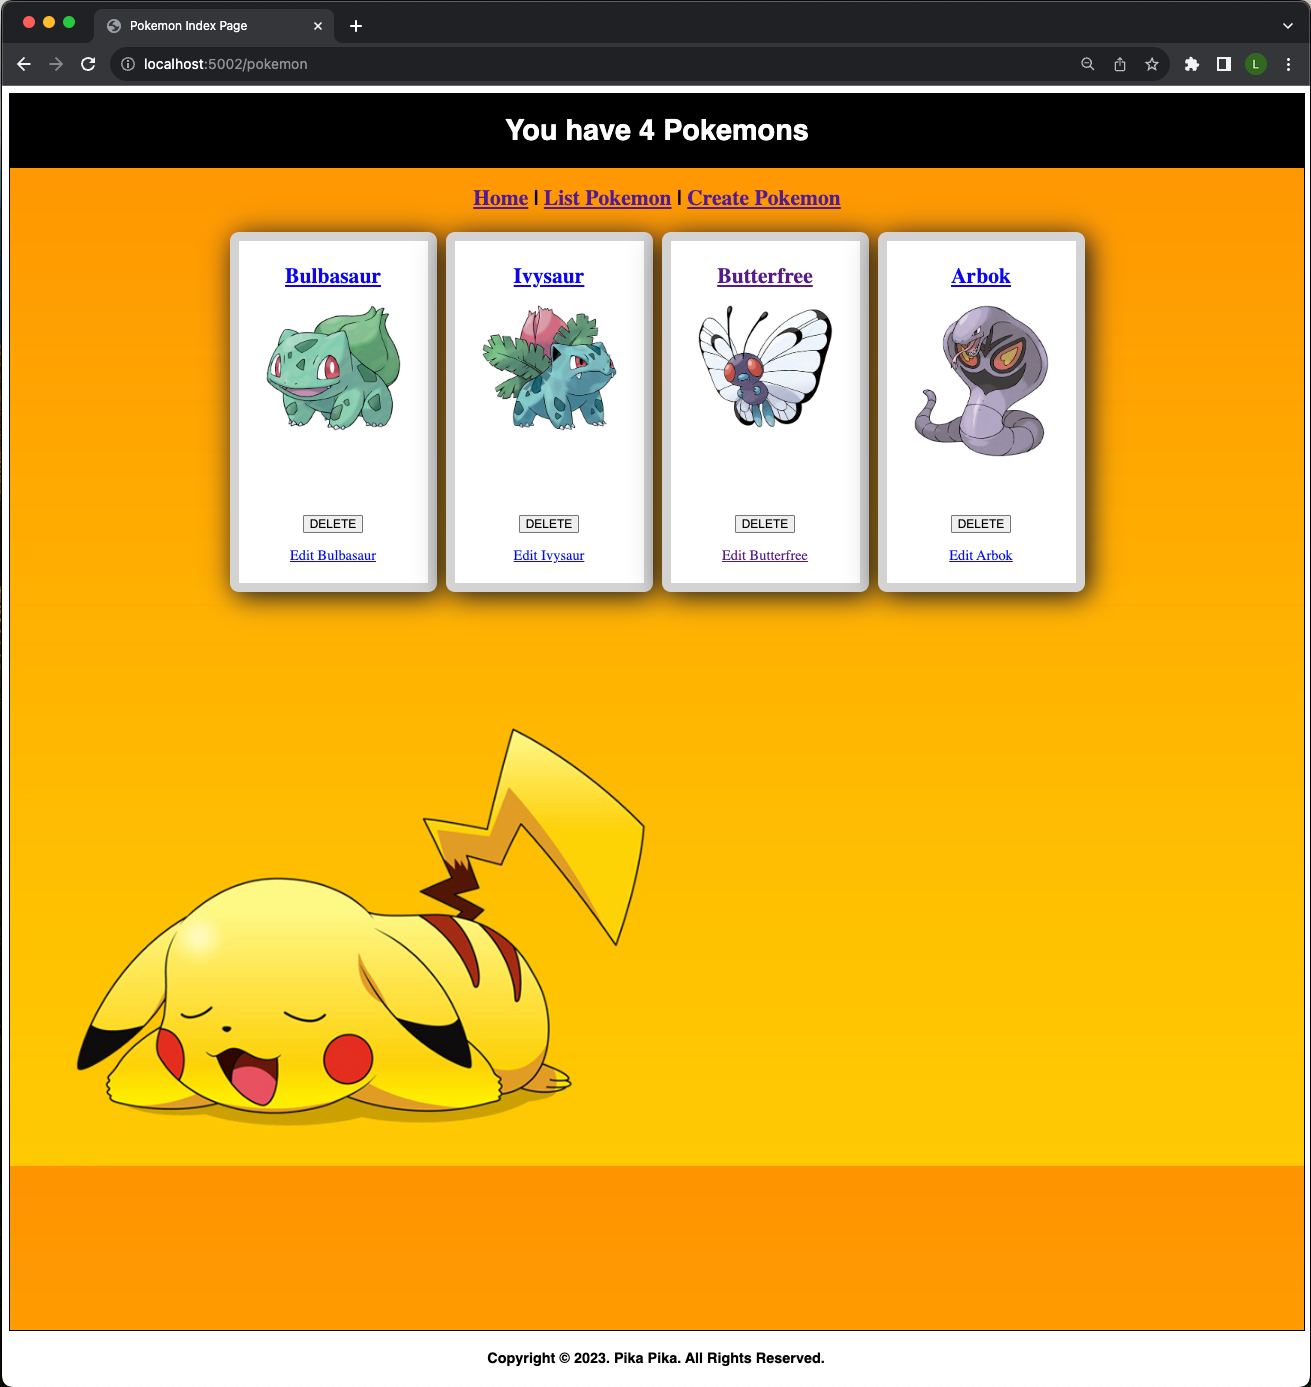 Pokemon Index Page
localhost:5002/pokemon
L
You have 4 Pokemons
Home | List Pokemon | Create Pokemon
Bulbasaur
Ivysaur
Butterfree
Arbok
DELETE
DELETE
DELETE
DELETE
Edit Bulbasaur
Edit Ivysaur
Edit Butterfree
Edit Arbok
Copyright © 2023. Pika Pika. All Rights Reserved.